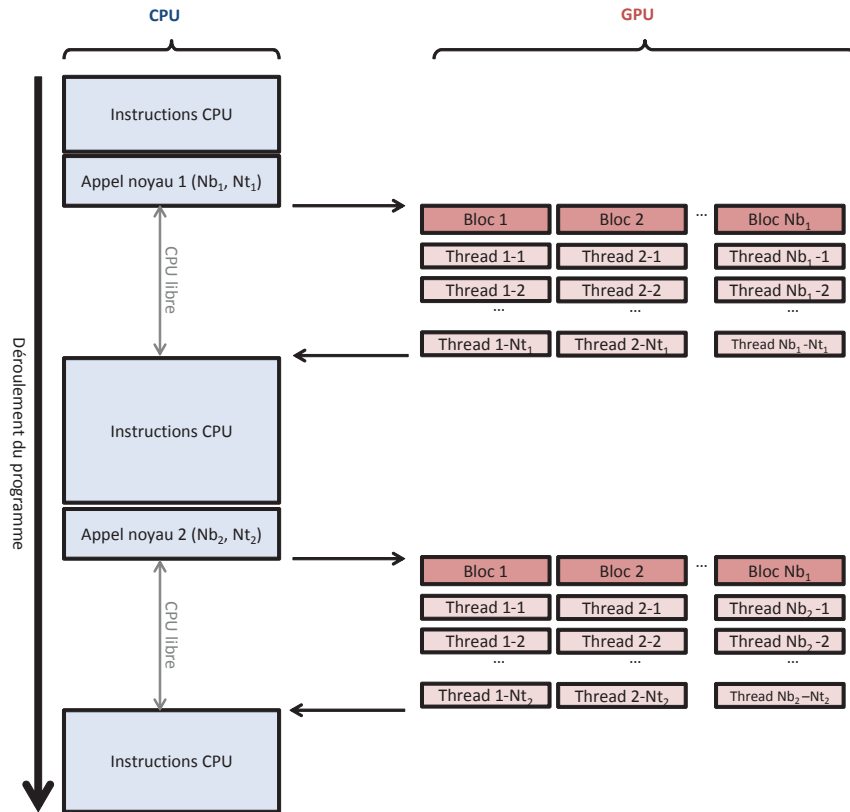 CPU
GPU
Instructions CPU
Appel noyau 1 (Nb₁, Nt₁)
Bloc 1
Bloc 2
...
Bloc Nb₁
Thread 1-1
Thread 2-1
Thread Nb₁-1
Thread 1-2
Thread 2-2
Thread Nb₁-2
...
...
...
Thread 1-Nt₁
Thread 2-Nt₁
Thread Nb₁-Nt₁
CPU libre
Déroulement du programme
Instructions CPU
Appel noyau 2 (Nb₂, Nt₂)
Bloc 1
Bloc 2
...
Bloc Nb₁
Thread 1-1
Thread 2-1
Thread Nb₂-1
Thread 1-2
Thread 2-2
Thread Nb₂-2
...
...
...
Thread 1-Nt₂
Thread 2-Nt₂
Thread Nb₂–Nt₂
CPU libre
Instructions CPU